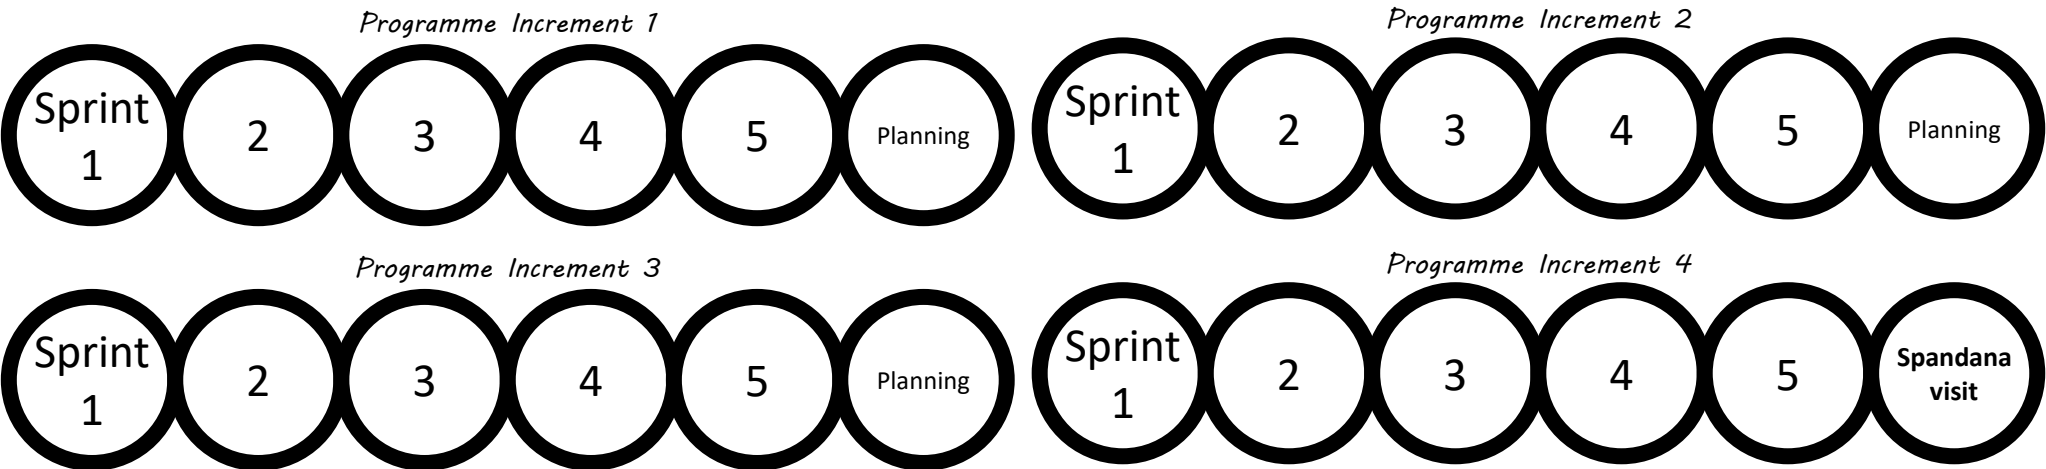 Programme Increment 1
Sprint
1
2
3
4
5
Planning
Programme Increment 2
Sprint
1
2
3
4
5
Planning
Programme Increment 3
Sprint
1
2
3
4
5
Planning
Programme Increment 4
Sprint
1
2
3
4
5
Spandana
visit